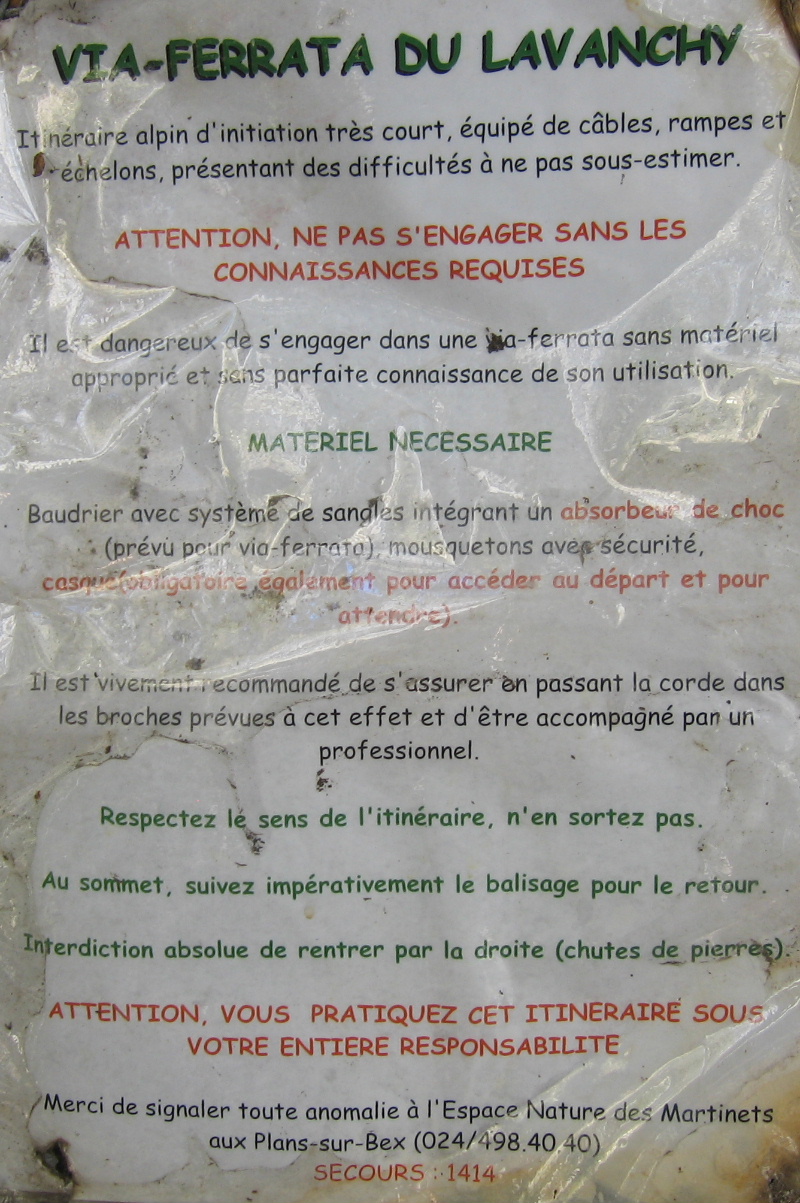 VIA-FERRATA DU LAVANCHY
Itinéraire alpin d'initiation très court, équipé de câbles, rampes et
échelons, présentant des difficultés à ne pas sous-estimer.
ATTENTION, NE PAS S'ENGAGER SANS LES
CONNAISSANCES REQUISES
Il est dangereux de s'engager dans une via-ferrata sans matériel
approprié et sans parfaite connaissance de son utilisation.
MATERIEL NECESSAIRE
Baudrier avec système de sangles intégrant un absorbeur de choc
(prévu pour via-ferrata), mousquetons avec sécurité,
casque(obligatoire également pour accéder au départ et pour
attendre).
Il est vivement recommandé de s'assurer en passant la corde dans
les broches prévues à cet effet et d'être accompagné par un
professionnel.
Respectez le sens de l'itinéraire, n'en sortez pas.
Au sommet, suivez impérativement le balisage pour le retour.
Interdiction absolue de rentrer par la droite (chutes de pierres).
ATTENTION, VOUS PRATIQUEZ CET ITINERAIRE SOUS
VOTRE ENTIERE RESPONSABILITE
Merci de signaler toute anomalie à l'Espace Nature des Martinets
aux Plans-sur-Bex (024/498.40.40)
SECOURS : 1414